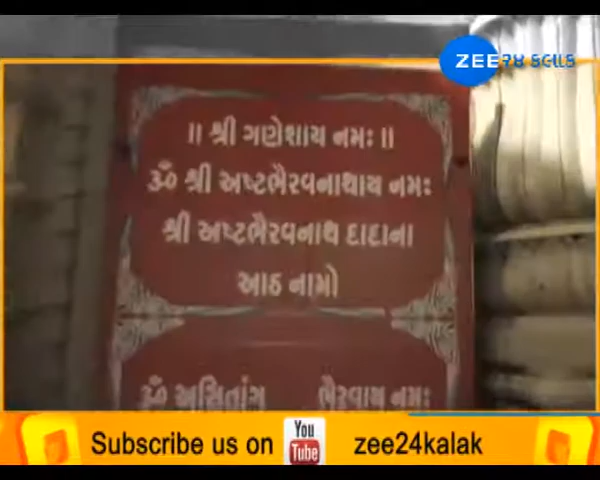 ZEE ૨૪ કલાક
॥ શ્રી ગણેશાય નમઃ ॥
ૐ શ્રી અષ્ટભૈરવનાથાય નમઃ
શ્રી અષ્ટભૈરવનાથ દાદાના
આઠ નામો
ૐ અસિતાંગ ભૈરવાય નમઃ
Subscribe us on You Tube zee24kalak